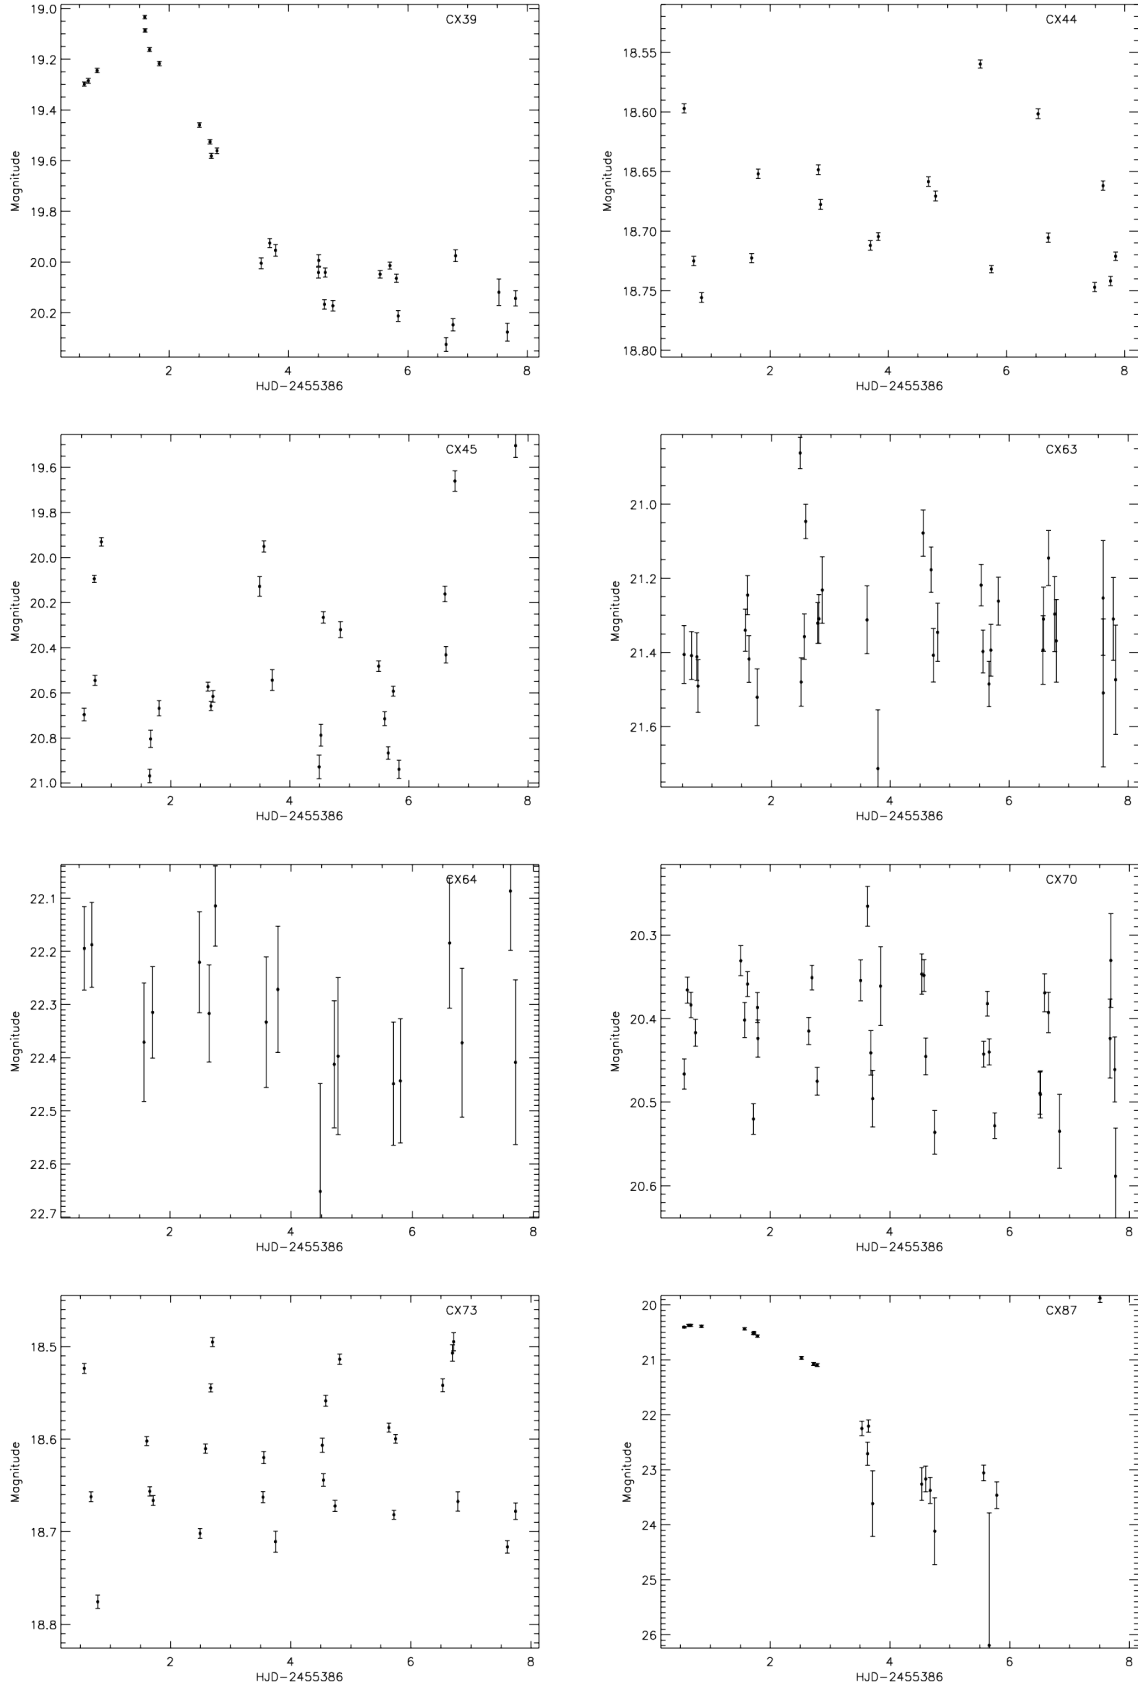 CX39
19.0
19.2
19.4
19.6
19.8
20.0
20.2
Magnitude
2 4 6 8
HJD-2455386
CX44
18.55
18.60
18.65
18.70
18.75
18.80
Magnitude
2 4 6 8
HJD-2455386
CX45
19.6
19.8
20.0
20.2
20.4
20.6
20.8
21.0
Magnitude
2 4 6 8
HJD-2455386
CX63
21.0
21.2
21.4
21.6
Magnitude
2 4 6 8
HJD-2455386
CX64
22.1
22.2
22.3
22.4
22.5
22.6
22.7
Magnitude
2 4 6 8
HJD-2455386
CX70
20.3
20.4
20.5
20.6
Magnitude
2 4 6 8
HJD-2455386
CX73
18.5
18.6
18.7
18.8
Magnitude
2 4 6 8
HJD-2455386
CX87
20
21
22
23
24
25
26
Magnitude
2 4 6 8
HJD-2455386